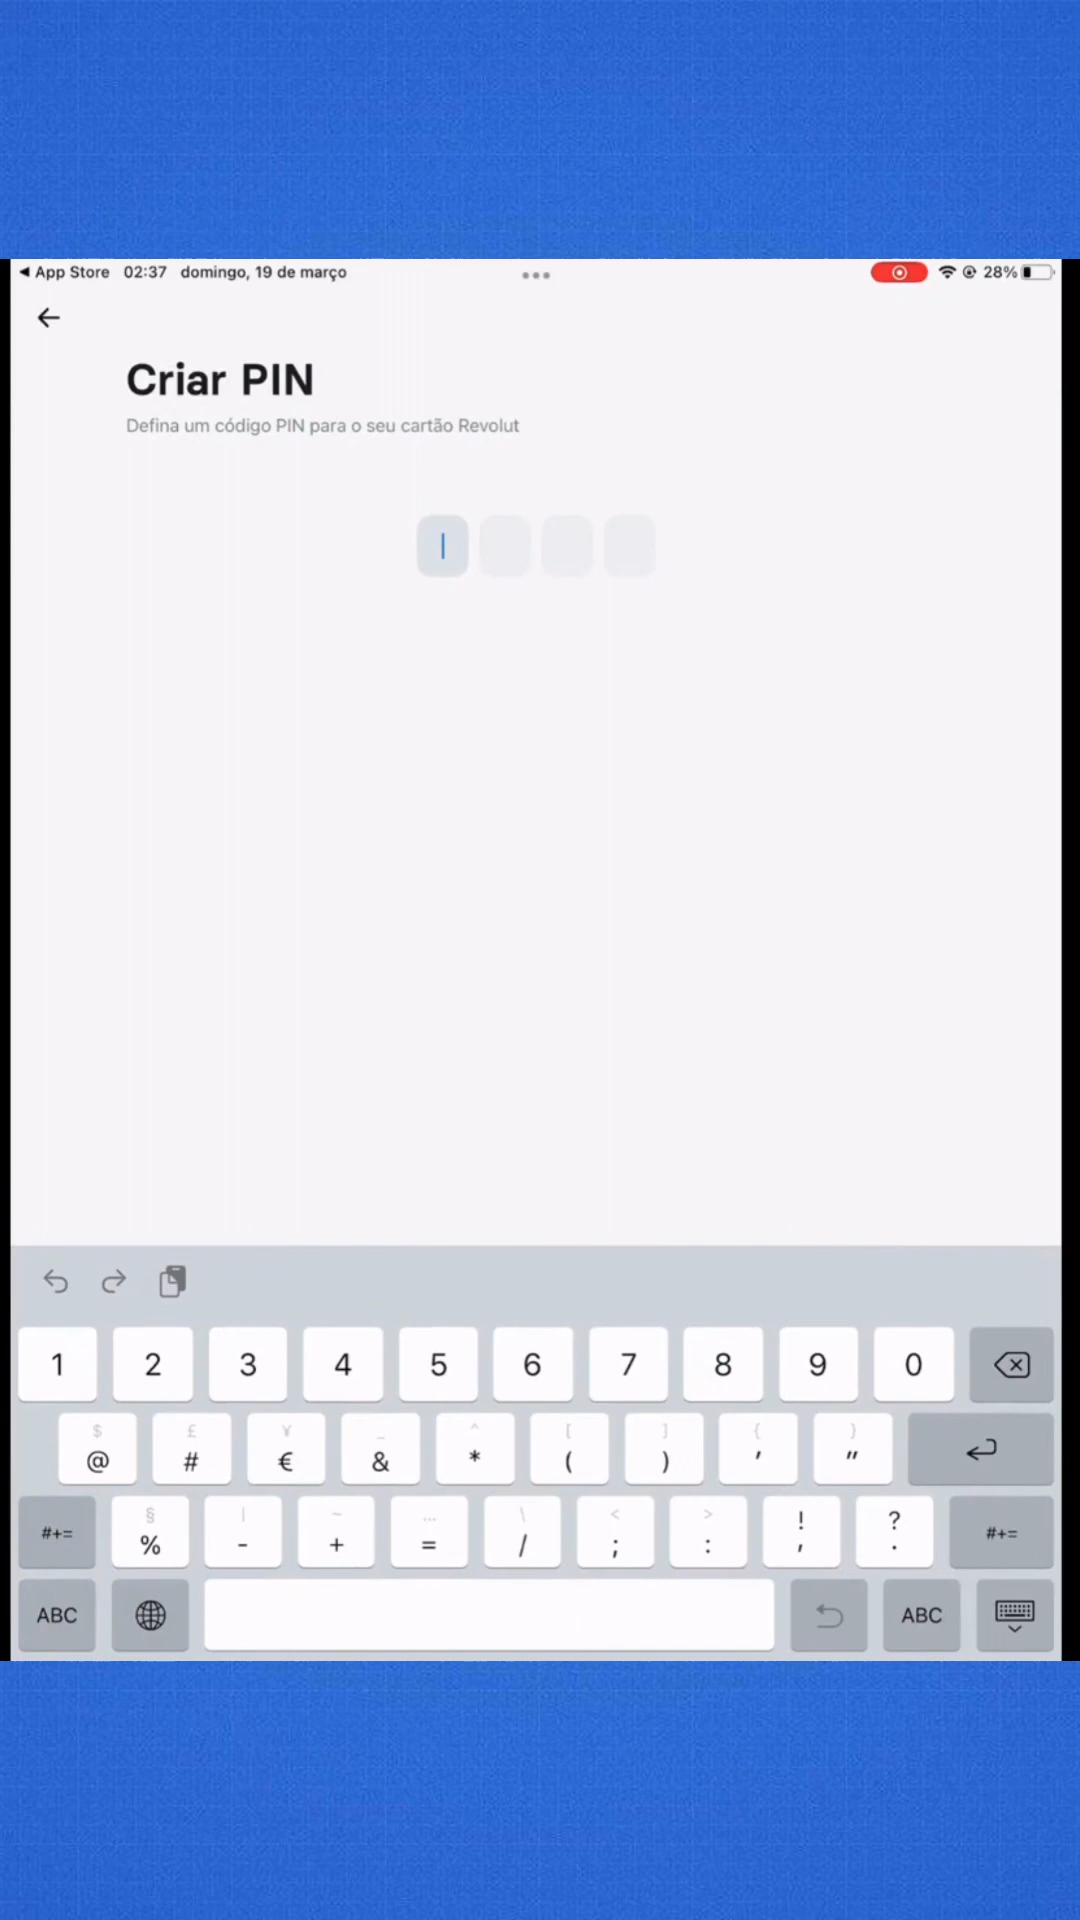 App Store 02:37 domingo, 19 de março 28%
Criar PIN
Defina um código PIN para o seu cartão Revolut
1 2 3 4 5 6 7 8 9 0
$ £ ¥ _ ^ [ ] { }
@ # € & * ( ) ' "
§ | ~ … \ < > ! ?
#+= % - + = / ; : , . #+=
ABC ABC